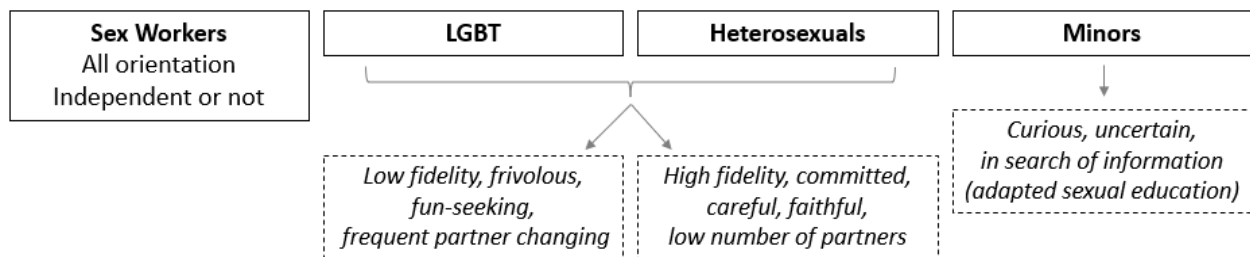 Sex Workers
All orientation
Independent or not
LGBT
Heterosexuals
Minors
Low fidelity, frivolous,
fun-seeking,
frequent partner changing
High fidelity, committed,
careful, faithful,
low number of partners
Curious, uncertain,
in search of information
(adapted sexual education)